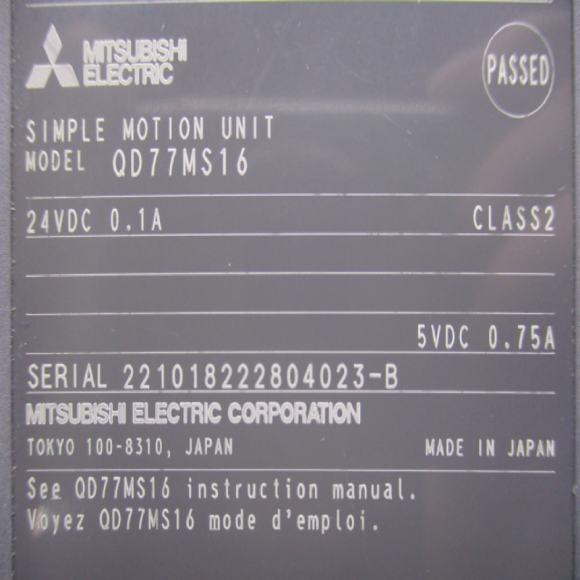 MITSUBISHI
ELECTRIC
PASSED
SIMPLE MOTION UNIT
MODEL QD77MS16
24VDC 0.1A CLASS2
5VDC 0.75A
SERIAL 221018222804023-B
MITSUBISHI ELECTRIC CORPORATION
TOKYO 100-8310, JAPAN MADE IN JAPAN
See QD77MS16 instruction manual.
Voyez QD77MS16 mode d'emploi.